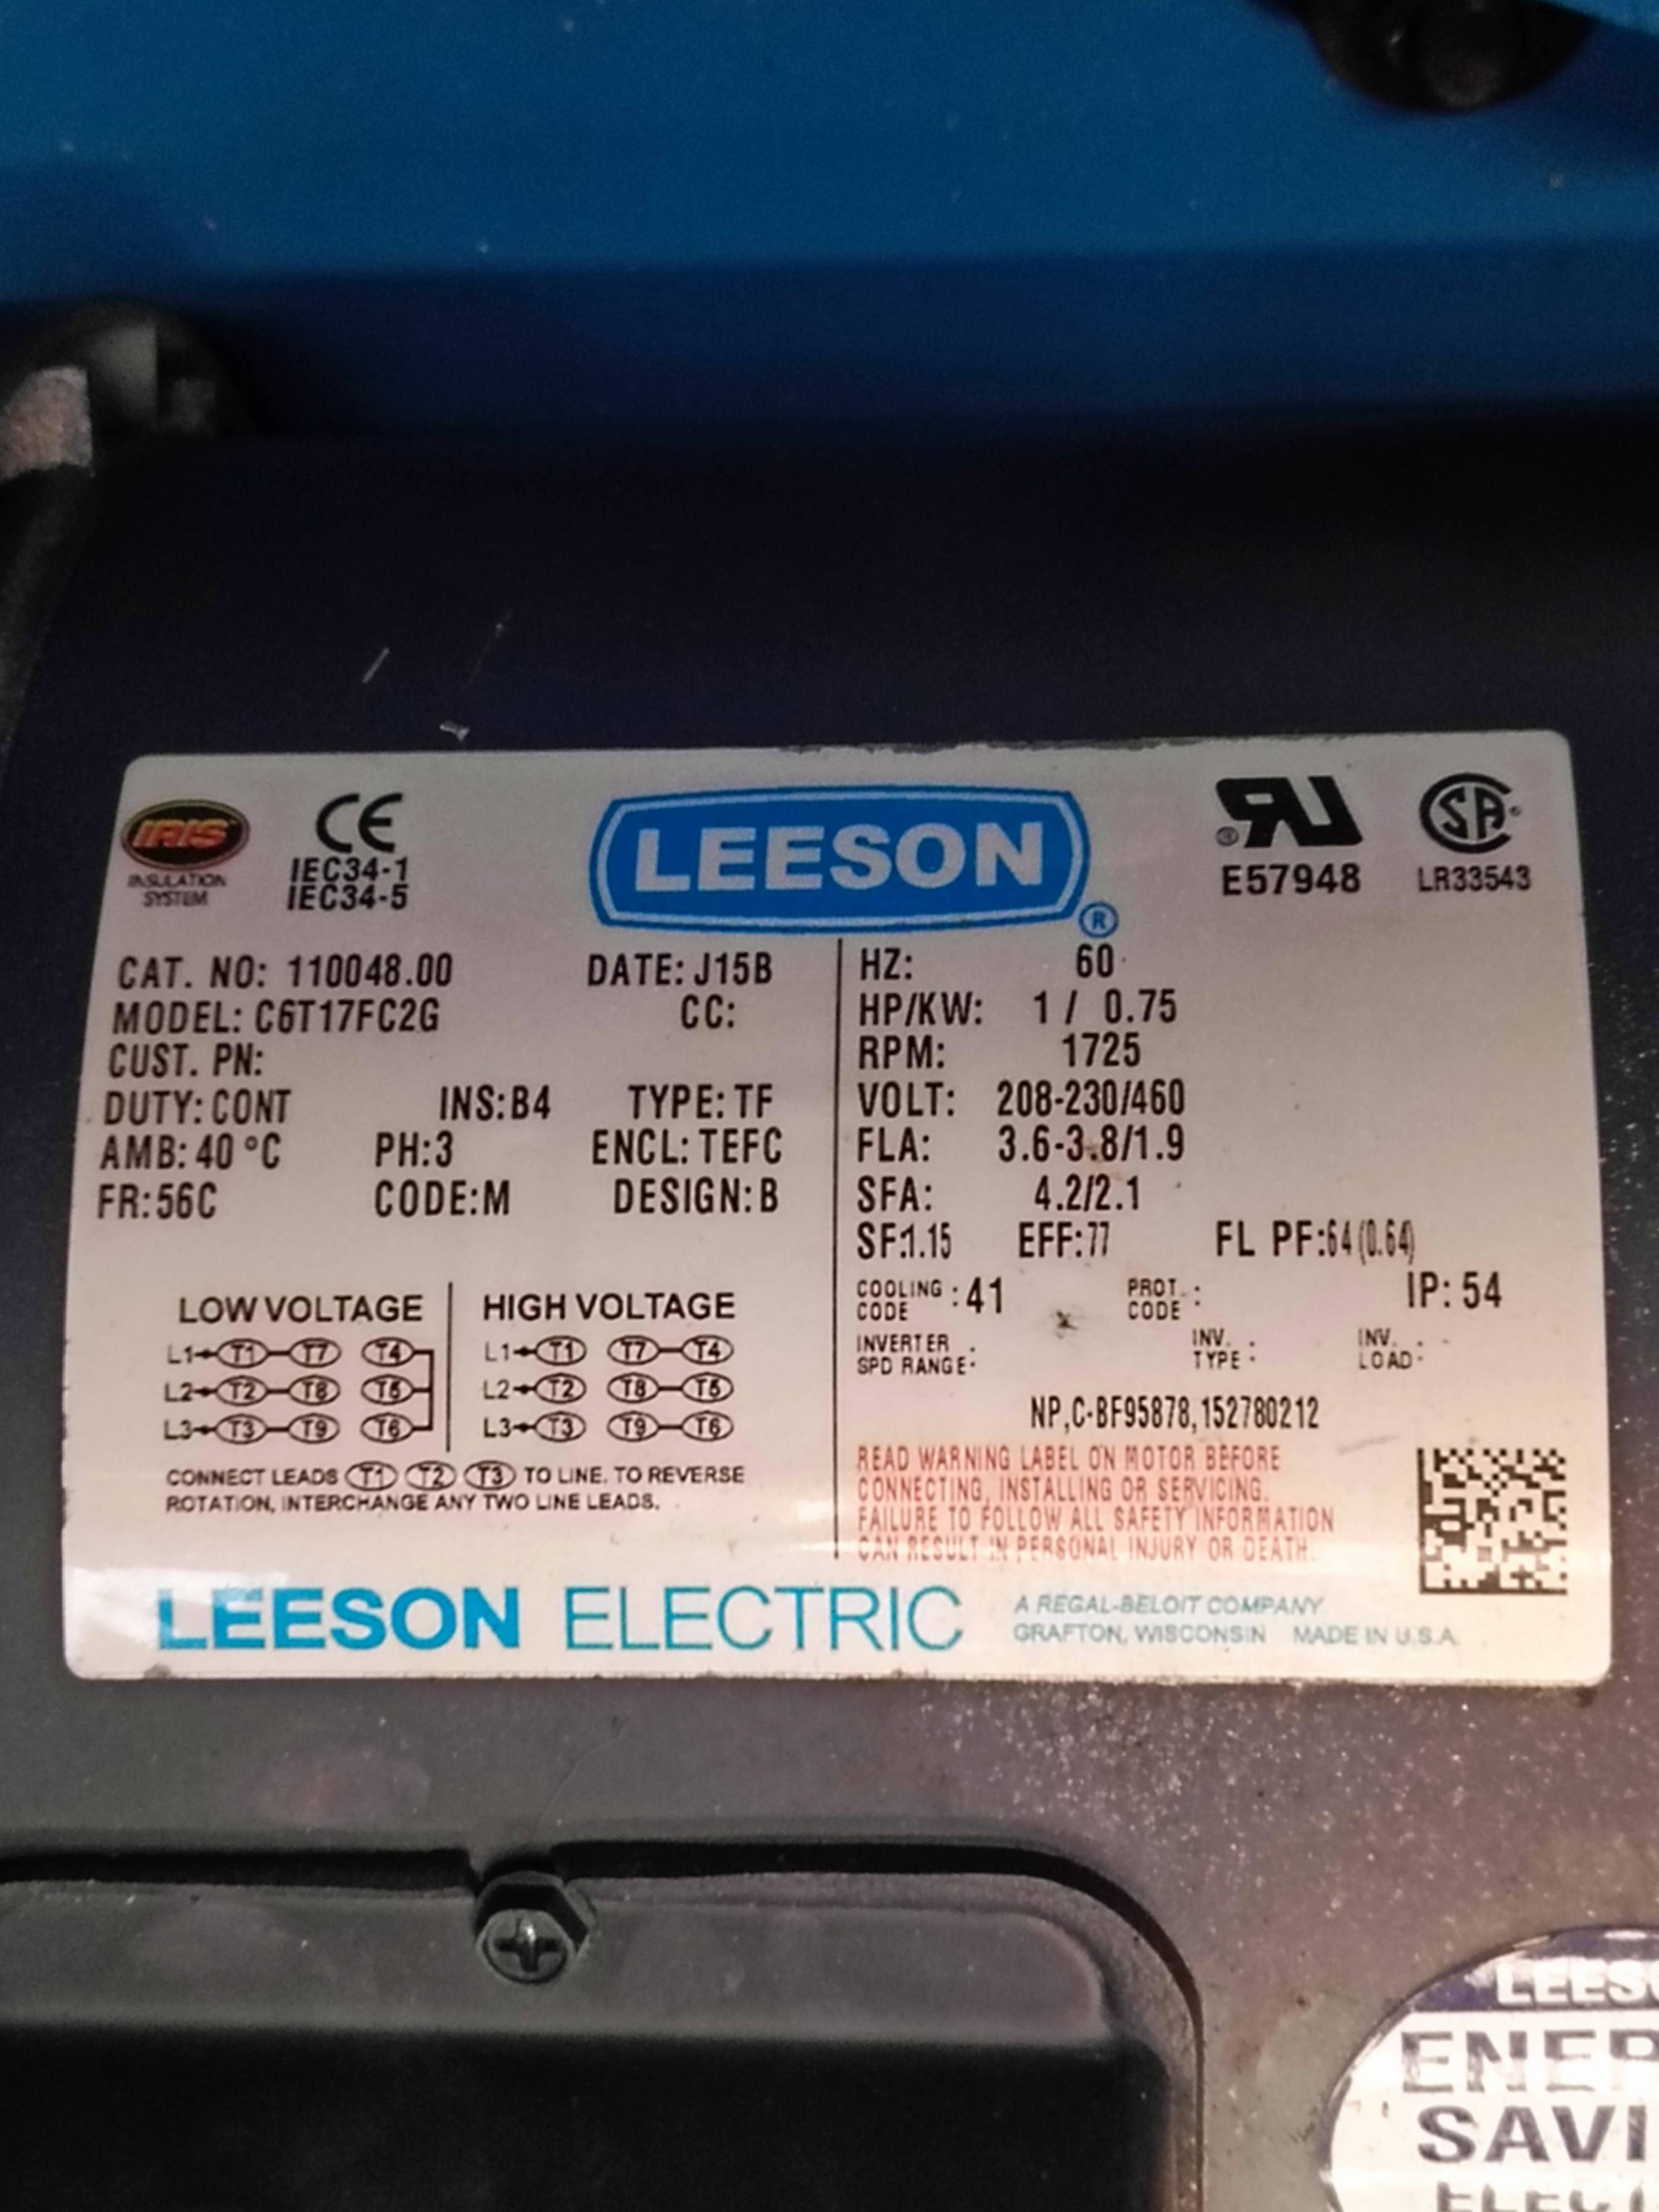 IRIS
INSULATION
SYSTEM
CE
IEC34-1
IEC34-5
LEESON
®
E57948
SA
LR33543
CAT. NO: 110048.00 DATE: J15B
MODEL: C6T17FC2G CC:
CUST. PN:
DUTY: CONT INS: B4 TYPE: TF
AMB: 40 °C PH: 3 ENCL: TEFC
FR: 56C CODE: M DESIGN: B
LOW VOLTAGE
L1 T1 T7 T4
L2 T2 T8 T5
L3 T3 T9 T6
HIGH VOLTAGE
L1 T1 T7 T4
L2 T2 T8 T5
L3 T3 T9 T6
CONNECT LEADS T1 T2 T3 TO LINE. TO REVERSE
ROTATION, INTERCHANGE ANY TWO LINE LEADS.
HZ: 60
HP/KW: 1 / 0.75
RPM: 1725
VOLT: 208-230/460
FLA: 3.6-3.8/1.9
SFA: 4.2/2.1
SF:1.15 EFF:77 FL PF:64(0.64)
COOLING CODE : 41 PROT. CODE : IP: 54
INVERTER SPD RANGE: INV. TYPE : INV. LOAD:
NP,C-BF95878,152780212
READ WARNING LABEL ON MOTOR BEFORE
CONNECTING, INSTALLING OR SERVICING.
FAILURE TO FOLLOW ALL SAFETY INFORMATION
CAN RESULT IN PERSONAL INJURY OR DEATH.
LEESON ELECTRIC
A REGAL-BELOIT COMPANY
GRAFTON, WISCONSIN MADE IN U.S.A.
LEESO
ENER
SAVI
ELECT